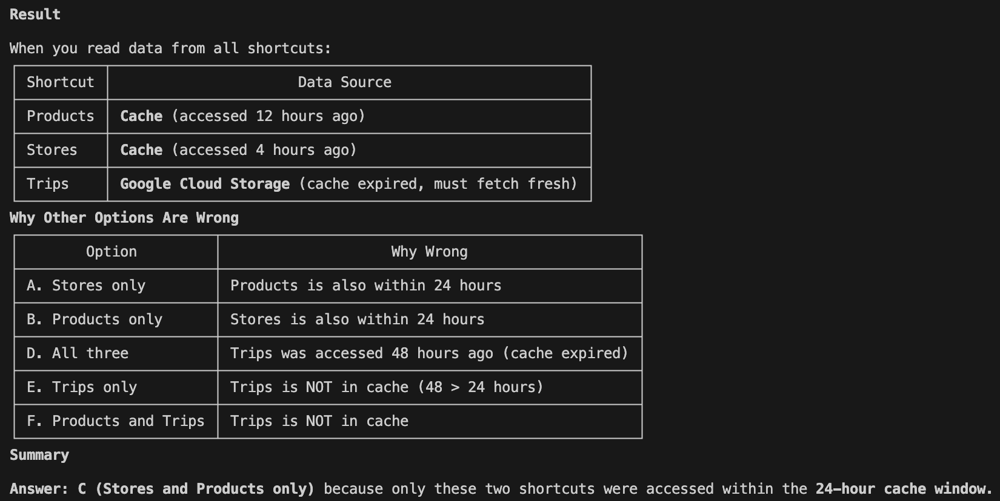 Result
When you read data from all shortcuts:
Shortcut Data Source
Products Cache (accessed 12 hours ago)
Stores Cache (accessed 4 hours ago)
Trips Google Cloud Storage (cache expired, must fetch fresh)
Why Other Options Are Wrong
Option Why Wrong
A. Stores only Products is also within 24 hours
B. Products only Stores is also within 24 hours
D. All three Trips was accessed 48 hours ago (cache expired)
E. Trips only Trips is NOT in cache (48 > 24 hours)
F. Products and Trips Trips is NOT in cache
Summary
Answer: C (Stores and Products only) because only these two shortcuts were accessed within the 24-hour cache window.